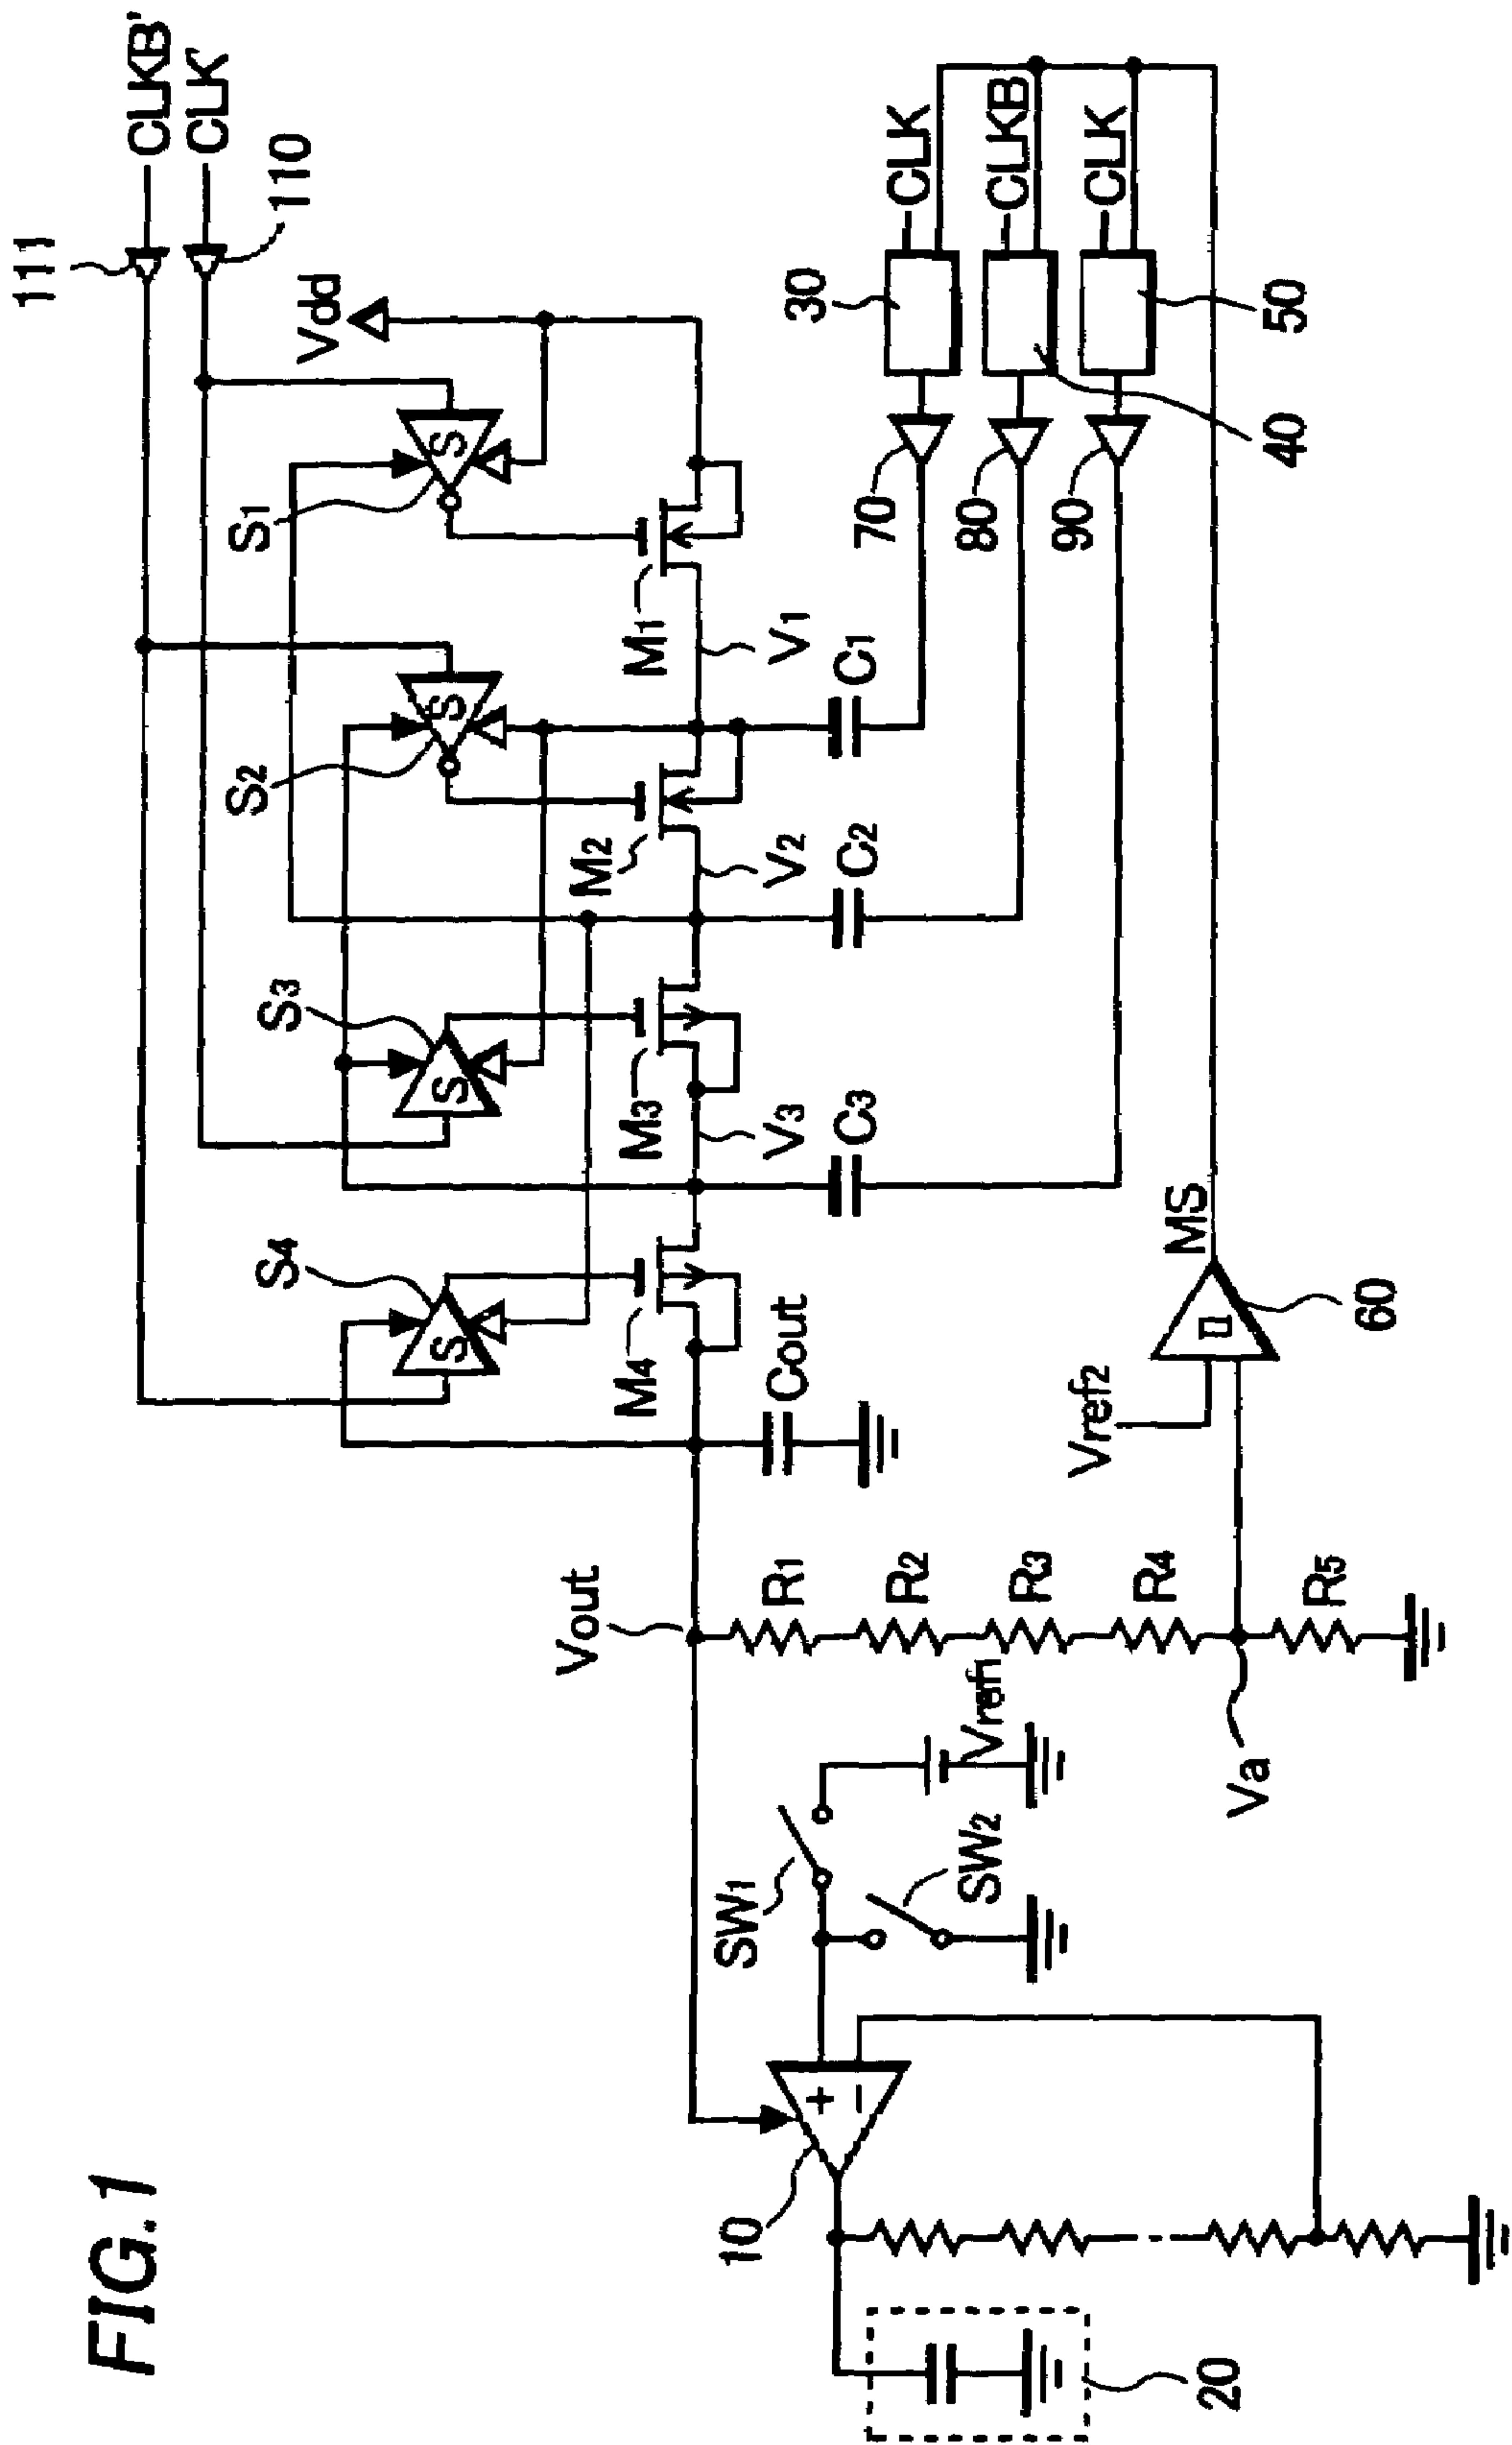 FIG.1
111
CLKB'
CLK'
110
Vdd
S4
S3
S2
S1
S
S
S
S
M4
M3
M2
M1
V3
V2
V1
Vout
Cout
C3
C2
C1
30
CLK
70
CLKB
80
40
CLK
90
50
10
+
−
SW1
SW2
Vref1
R1
R2
R3
R4
R5
Va
Vref2
MS
60
20